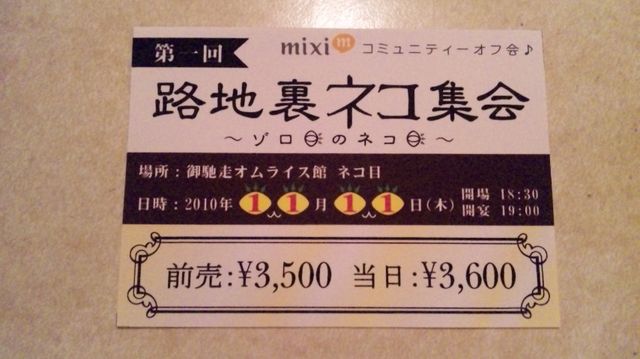 第一回
mixi m コミュニティーオフ会♪
路地裏ネコ集会
～ゾロ目のネコ目～
場所：御馳走オムライス館 ネコ目
日時：2010年11月11日(木) 開場 18:30
開宴 19:00
前売：¥3,500 当日：¥3,600